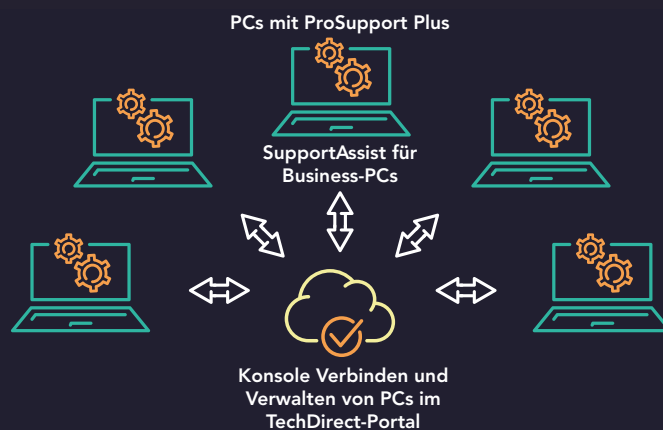 PCs mit ProSupport Plus
SupportAssist für
Business-PCs
Konsole Verbinden und
Verwalten von PCs im
TechDirect-Portal